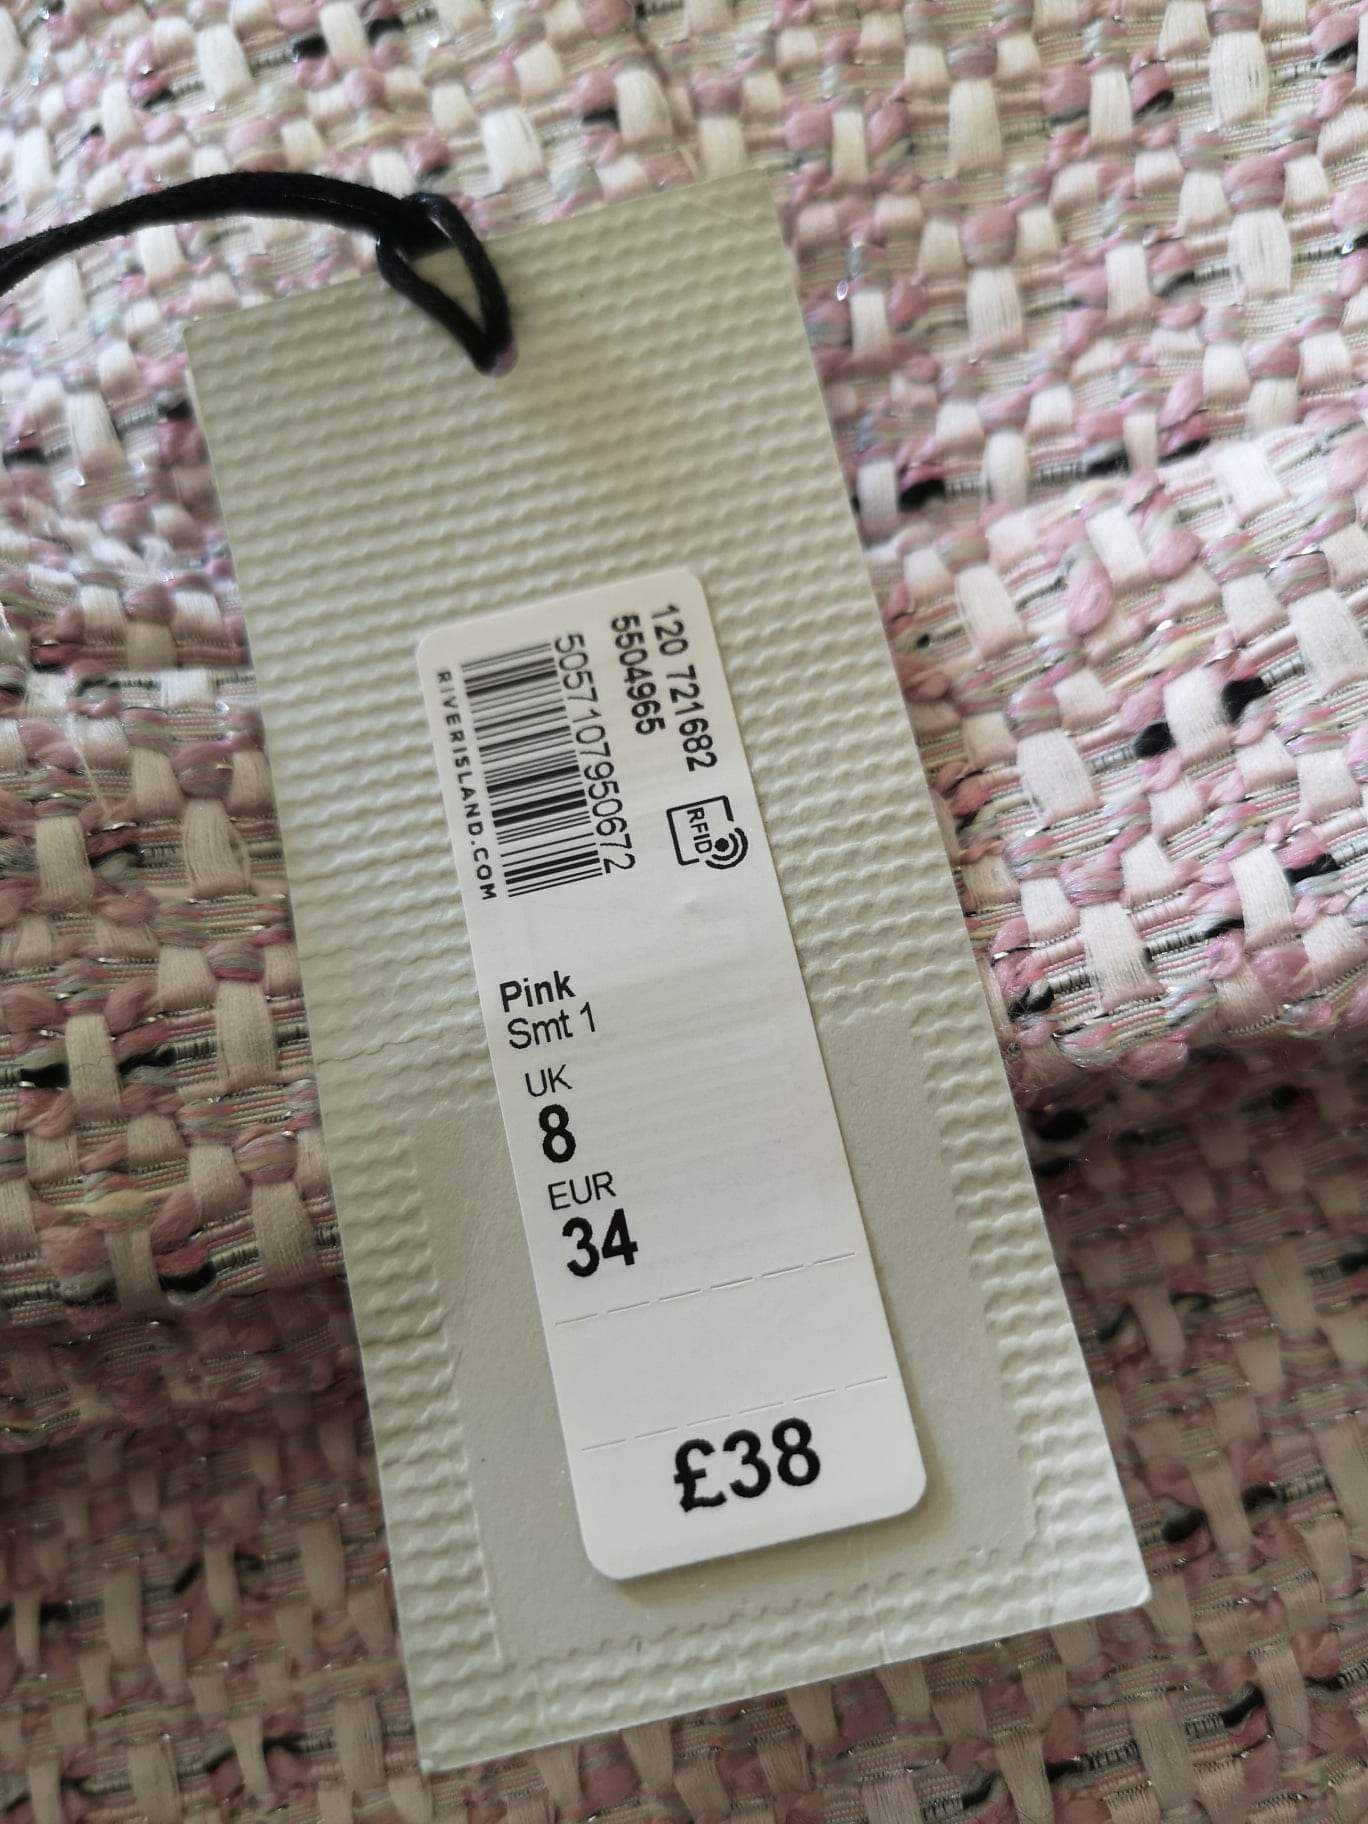 120 721682
5504965
5057107950672
RIVERISLAND.COM
RFID
Pink
Smt 1
UK
8
EUR
34
£38